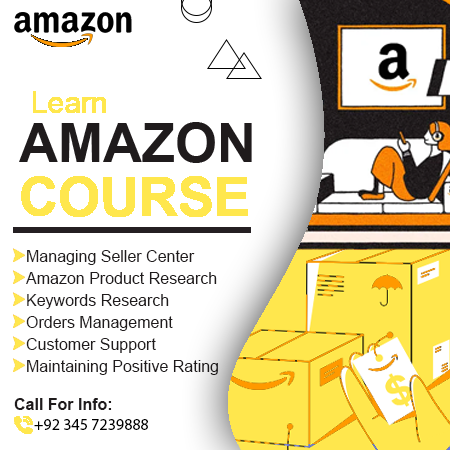 amazon
a
Learn
AMAZON
COURSE
Managing Seller Center
Amazon Product Research
Keywords Research
Orders Management
Customer Support
Maintaining Positive Rating
$
Call For Info:
+92 345 7239888